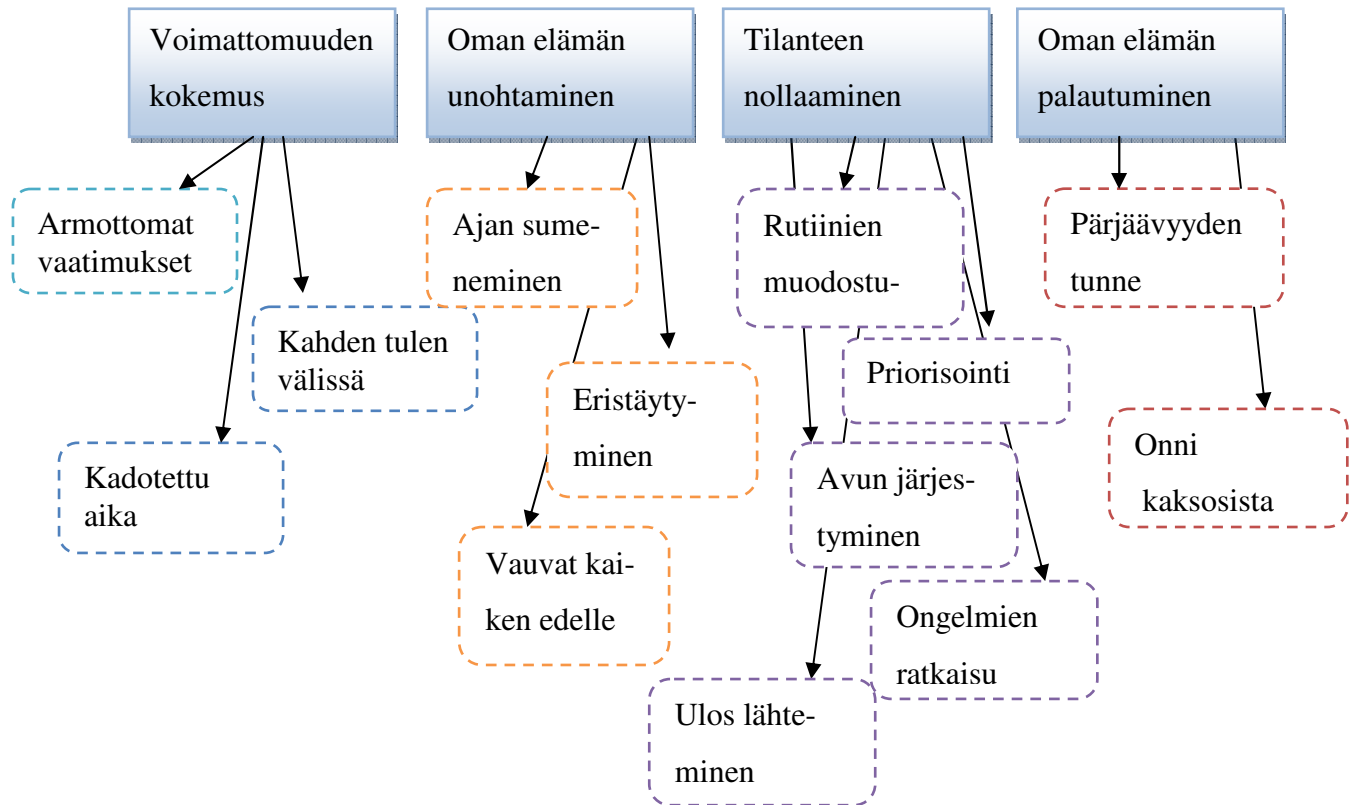 Voimattomuuden
kokemus
Oman elämän
unohtaminen
Tilanteen
nollaaminen
Oman elämän
palautuminen
Armottomat
vaatimukset
Ajan sume-
neminen
Rutiinien
muodostu-
Pärjäävyyden
tunne
Kahden tulen
välissä
Eristäyty-
minen
Priorisointi
Onni
kaksosista
Kadotettu
aika
Avun järjes-
tyminen
Vauvat kai-
ken edelle
Ongelmien
ratkaisu
Ulos lähte-
minen